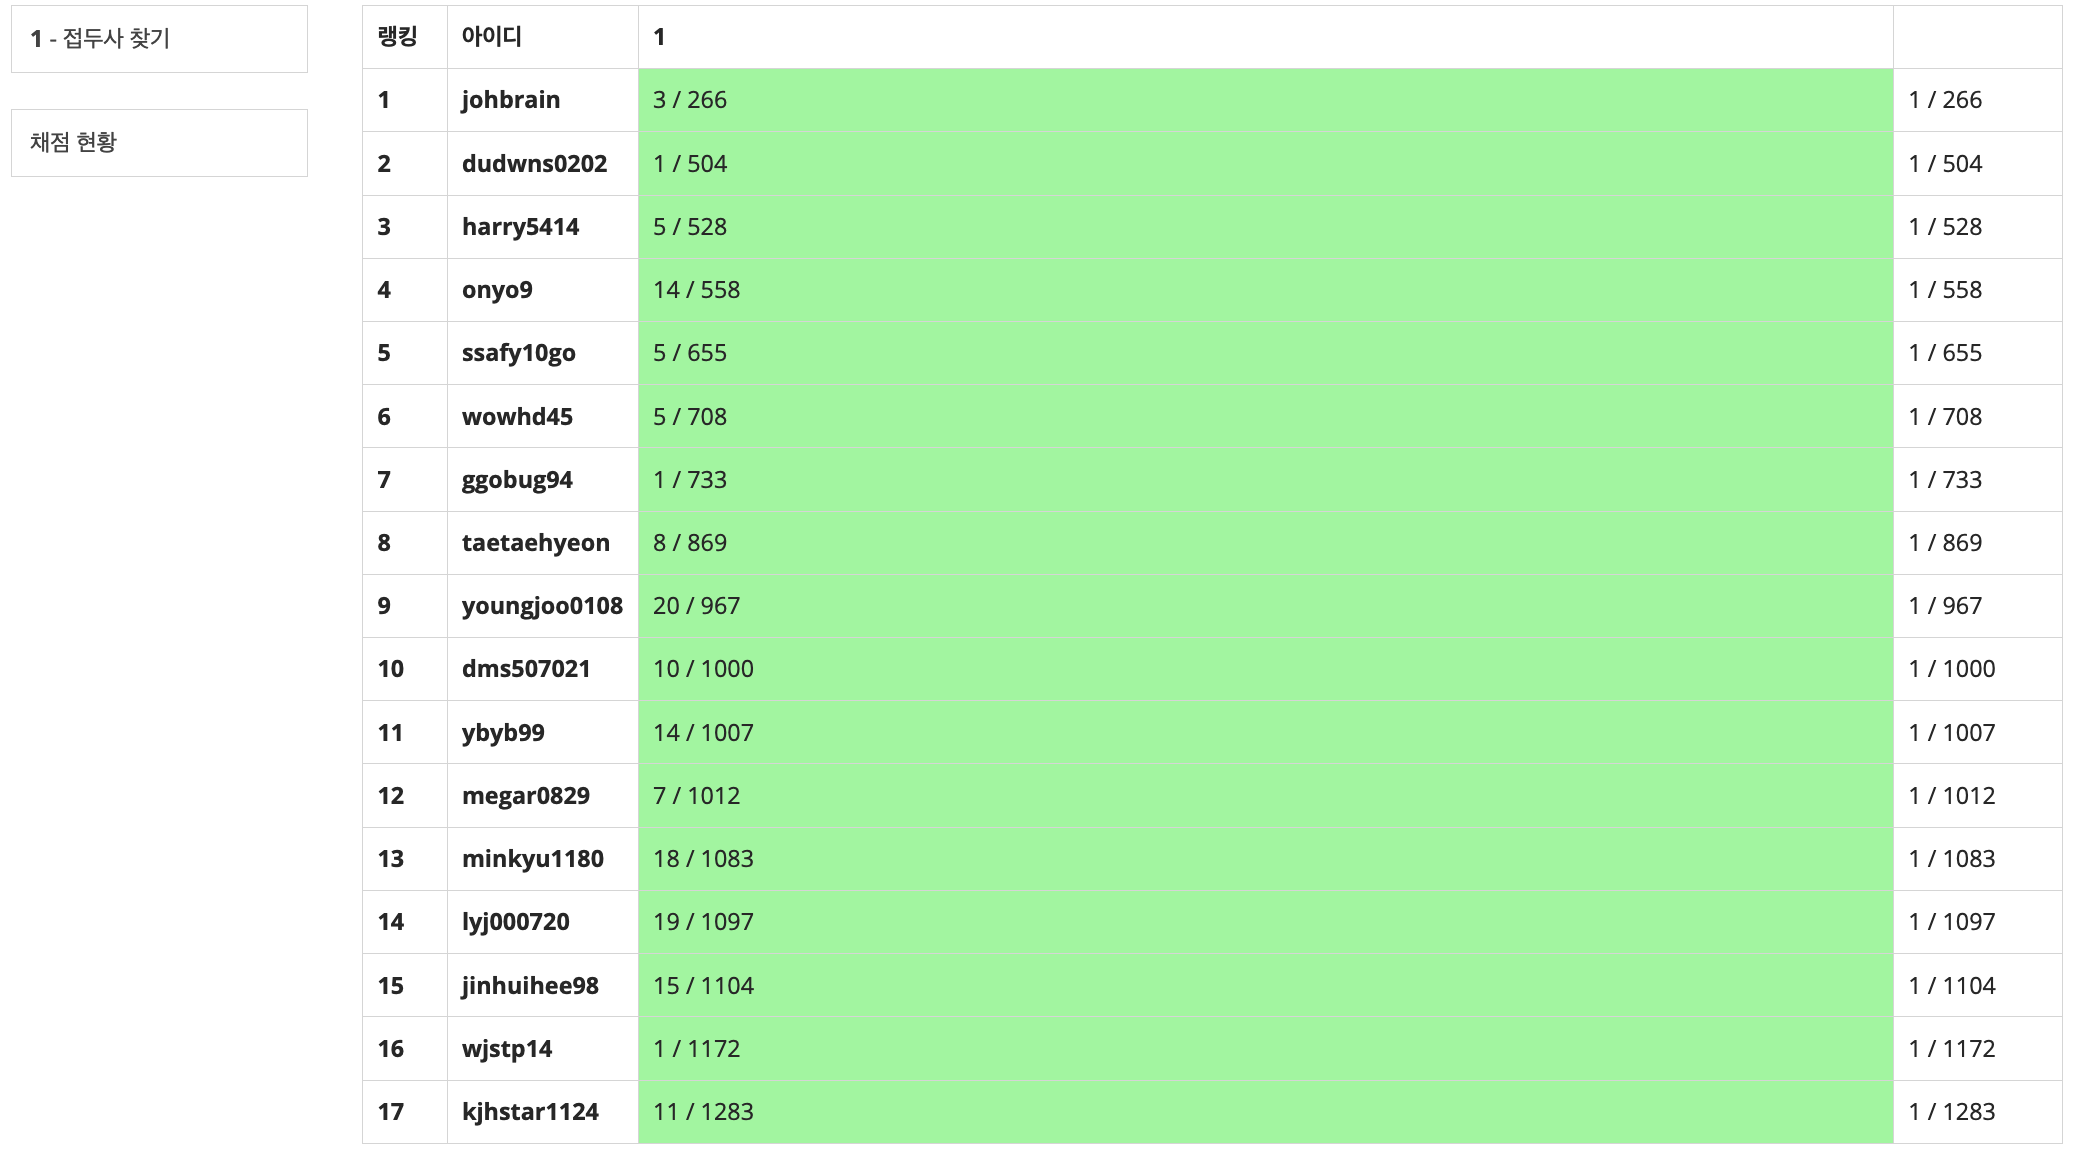 1 - 접두사 찾기
채점 현황
랭킹 아이디 1
1 johbrain 3 / 266 1 / 266
2 dudwns0202 1 / 504 1 / 504
3 harry5414 5 / 528 1 / 528
4 onyo9 14 / 558 1 / 558
5 ssafy10go 5 / 655 1 / 655
6 wowhd45 5 / 708 1 / 708
7 ggobug94 1 / 733 1 / 733
8 taetaehyeon 8 / 869 1 / 869
9 youngjoo0108 20 / 967 1 / 967
10 dms507021 10 / 1000 1 / 1000
11 ybyb99 14 / 1007 1 / 1007
12 megar0829 7 / 1012 1 / 1012
13 minkyu1180 18 / 1083 1 / 1083
14 lyj000720 19 / 1097 1 / 1097
15 jinhuihee98 15 / 1104 1 / 1104
16 wjstp14 1 / 1172 1 / 1172
17 kjhstar1124 11 / 1283 1 / 1283